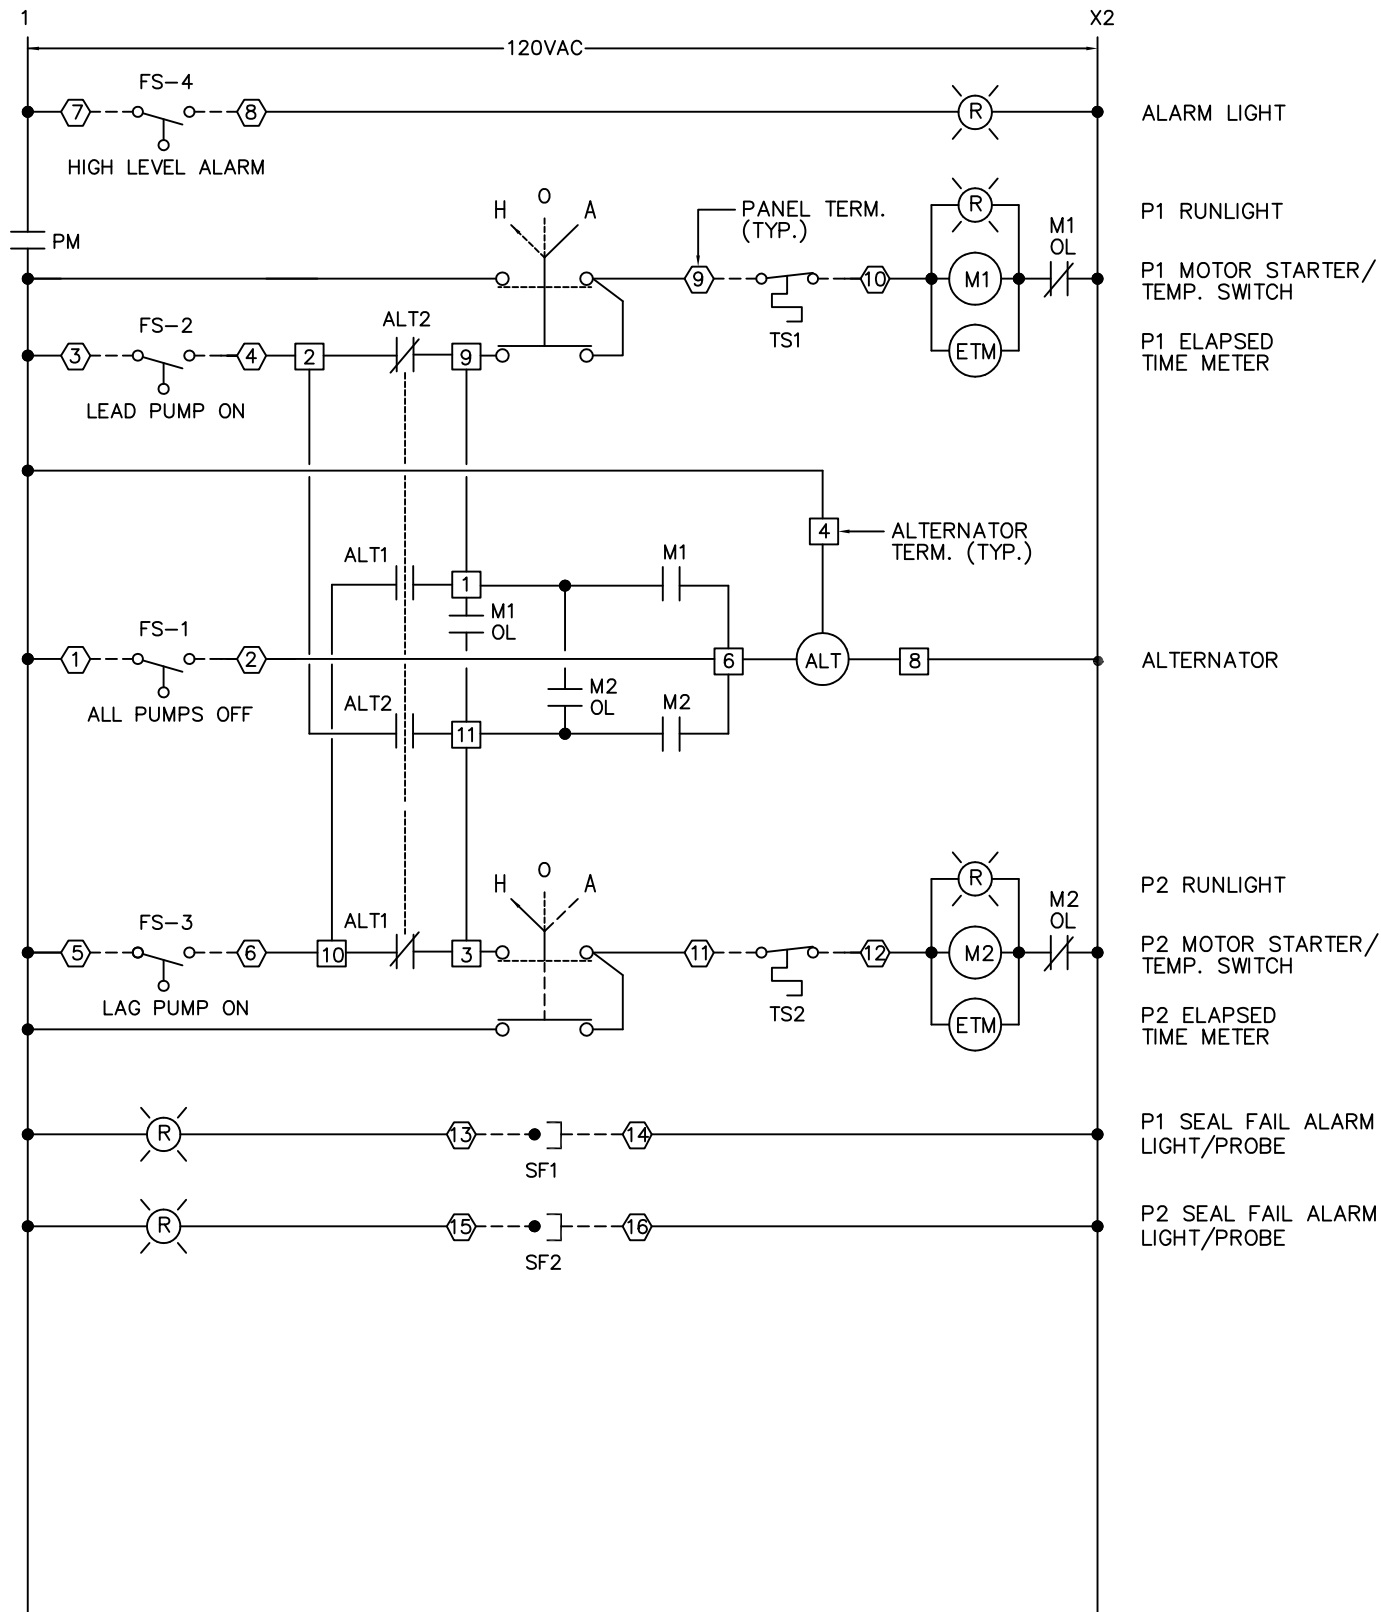 1
X2
120VAC
FS-4
7
8
R
ALARM LIGHT
HIGH LEVEL ALARM
PM
H O A
PANEL TERM.
(TYP.)
R
P1 RUNLIGHT
M1
OL
9
10
M1
P1 MOTOR STARTER/
TEMP. SWITCH
TS1
FS-2
ALT2
3
4
2
9
ETM
P1 ELAPSED
TIME METER
LEAD PUMP ON
4
ALTERNATOR
TERM. (TYP.)
ALT1
M1
1
M1
OL
FS-1
1
2
6
ALT
8
ALTERNATOR
ALL PUMPS OFF
M2
OL
ALT2
M2
11
H O A
R
P2 RUNLIGHT
M2
OL
FS-3
ALT1
5
6
10
3
11
12
M2
P2 MOTOR STARTER/
TEMP. SWITCH
LAG PUMP ON
TS2
ETM
P2 ELAPSED
TIME METER
R
13
14
SF1
P1 SEAL FAIL ALARM
LIGHT/PROBE
R
15
16
SF2
P2 SEAL FAIL ALARM
LIGHT/PROBE